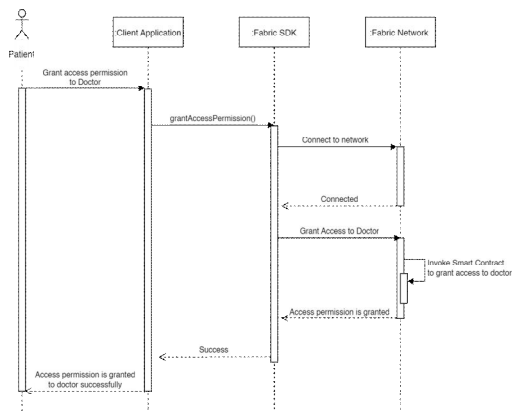 :Client Application
:Fabric SDK
:Fabric Network
Patient
Grant access permission
to Doctor
grantAccessPermission()
Connect to network
Connected
Grant Access to Doctor
Invoke Smart Contract
to grant access to doctor
Access permission is granted
Success
Access permission is granted
to doctor successfully